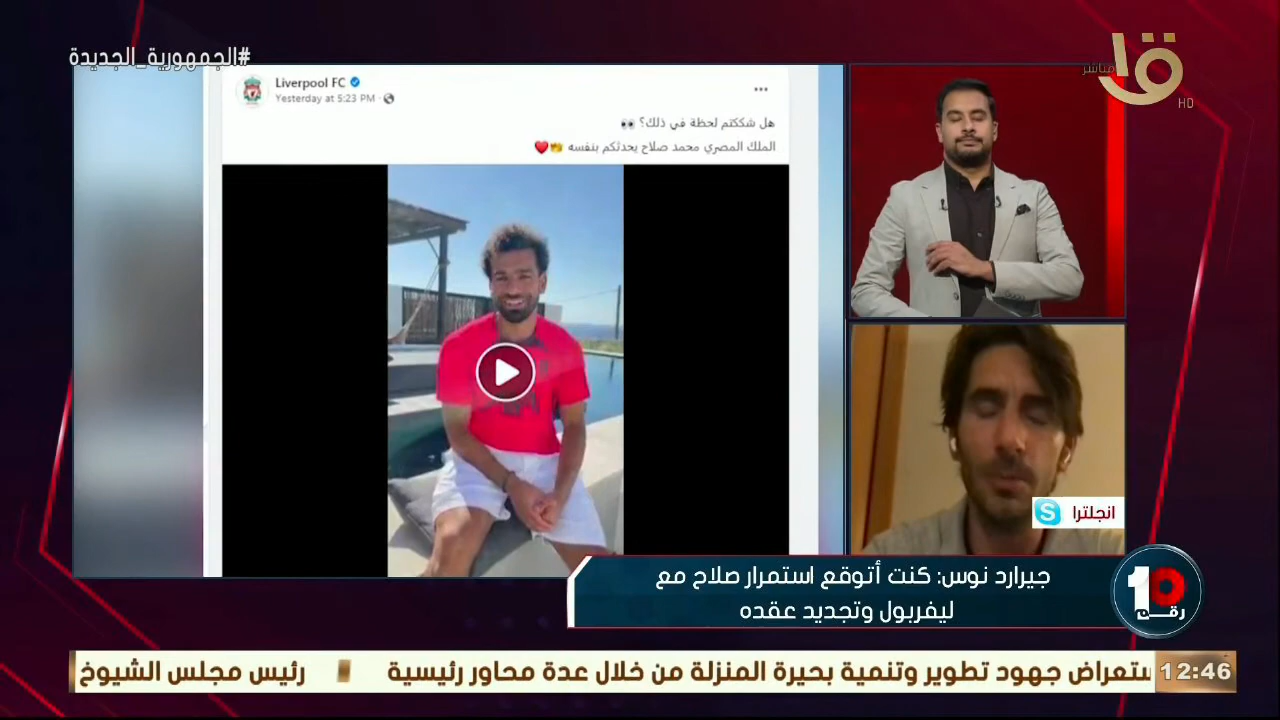 #الجمهورية_الجديدة
مباشر
HD
Liverpool FC
Yesterday at 5:23 PM
هل شككتم لحظة في ذلك؟ 👀
الملك المصري محمد صلاح يحدثكم بنفسه ❤️
انجلترا
جيرارد نوس: كنت أتوقع استمرار صلاح مع
ليفربول وتجديد عقده
10
رقم
12:46
ستعراض جهود تطوير وتنمية بحيرة المنزلة من خلال عدة محاور رئيسية
رئيس مجلس الشيوخ